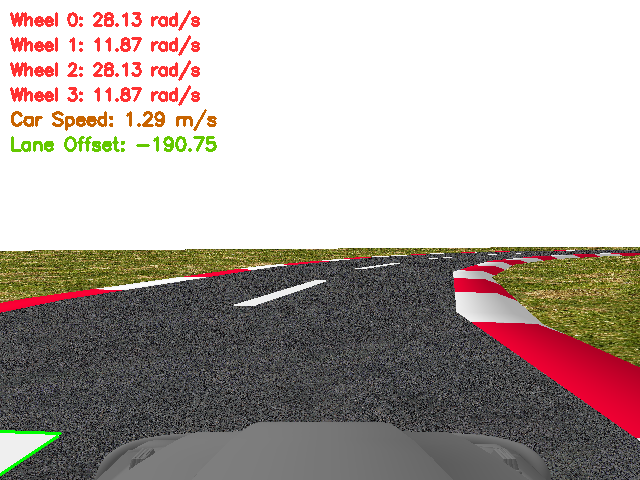 Wheel 0: 28.13 rad/s
Wheel 1: 11.87 rad/s
Wheel 2: 28.13 rad/s
Wheel 3: 11.87 rad/s
Car Speed: 1.29 m/s
Lane Offset: -190.75